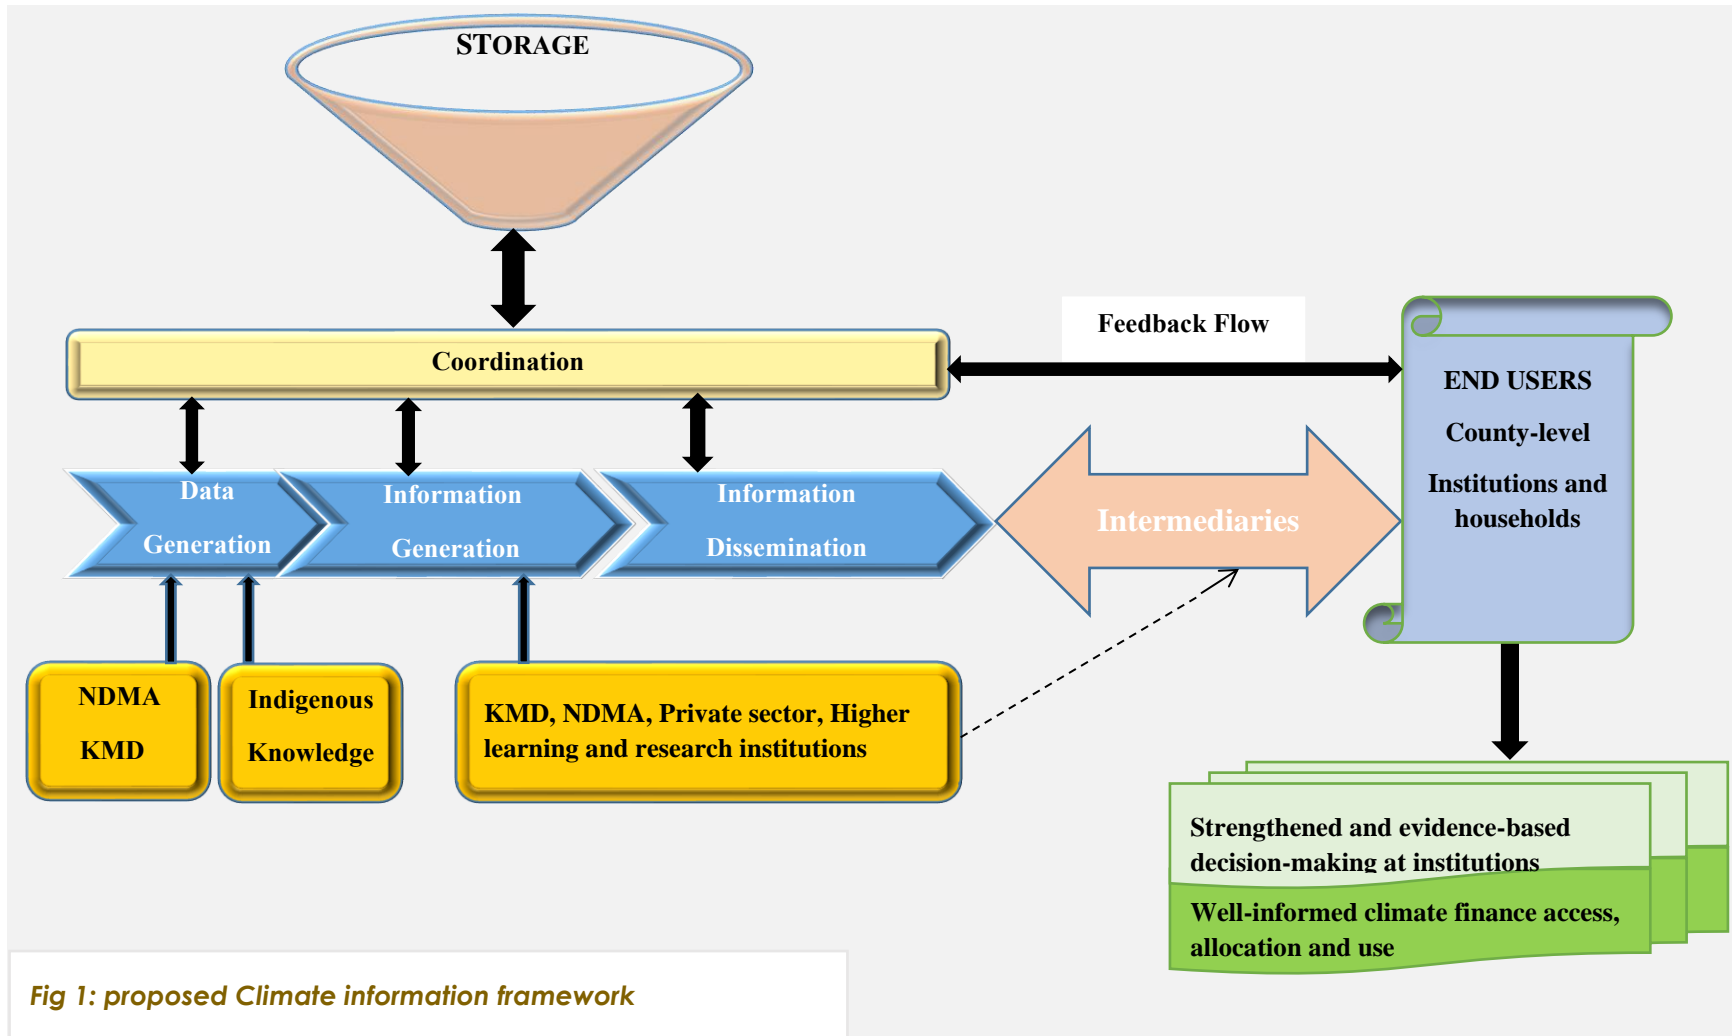 STORAGE
Feedback Flow
Coordination
END USERS
County-level
Institutions and
households
Data
Generation
Information
Generation
Information
Dissemination
Intermediaries
NDMA
KMD
Indigenous
Knowledge
KMD, NDMA, Private sector, Higher
learning and research institutions
Strengthened and evidence-based
decision-making at institutions
Well-informed climate finance access,
allocation and use
Fig 1: proposed Climate information framework